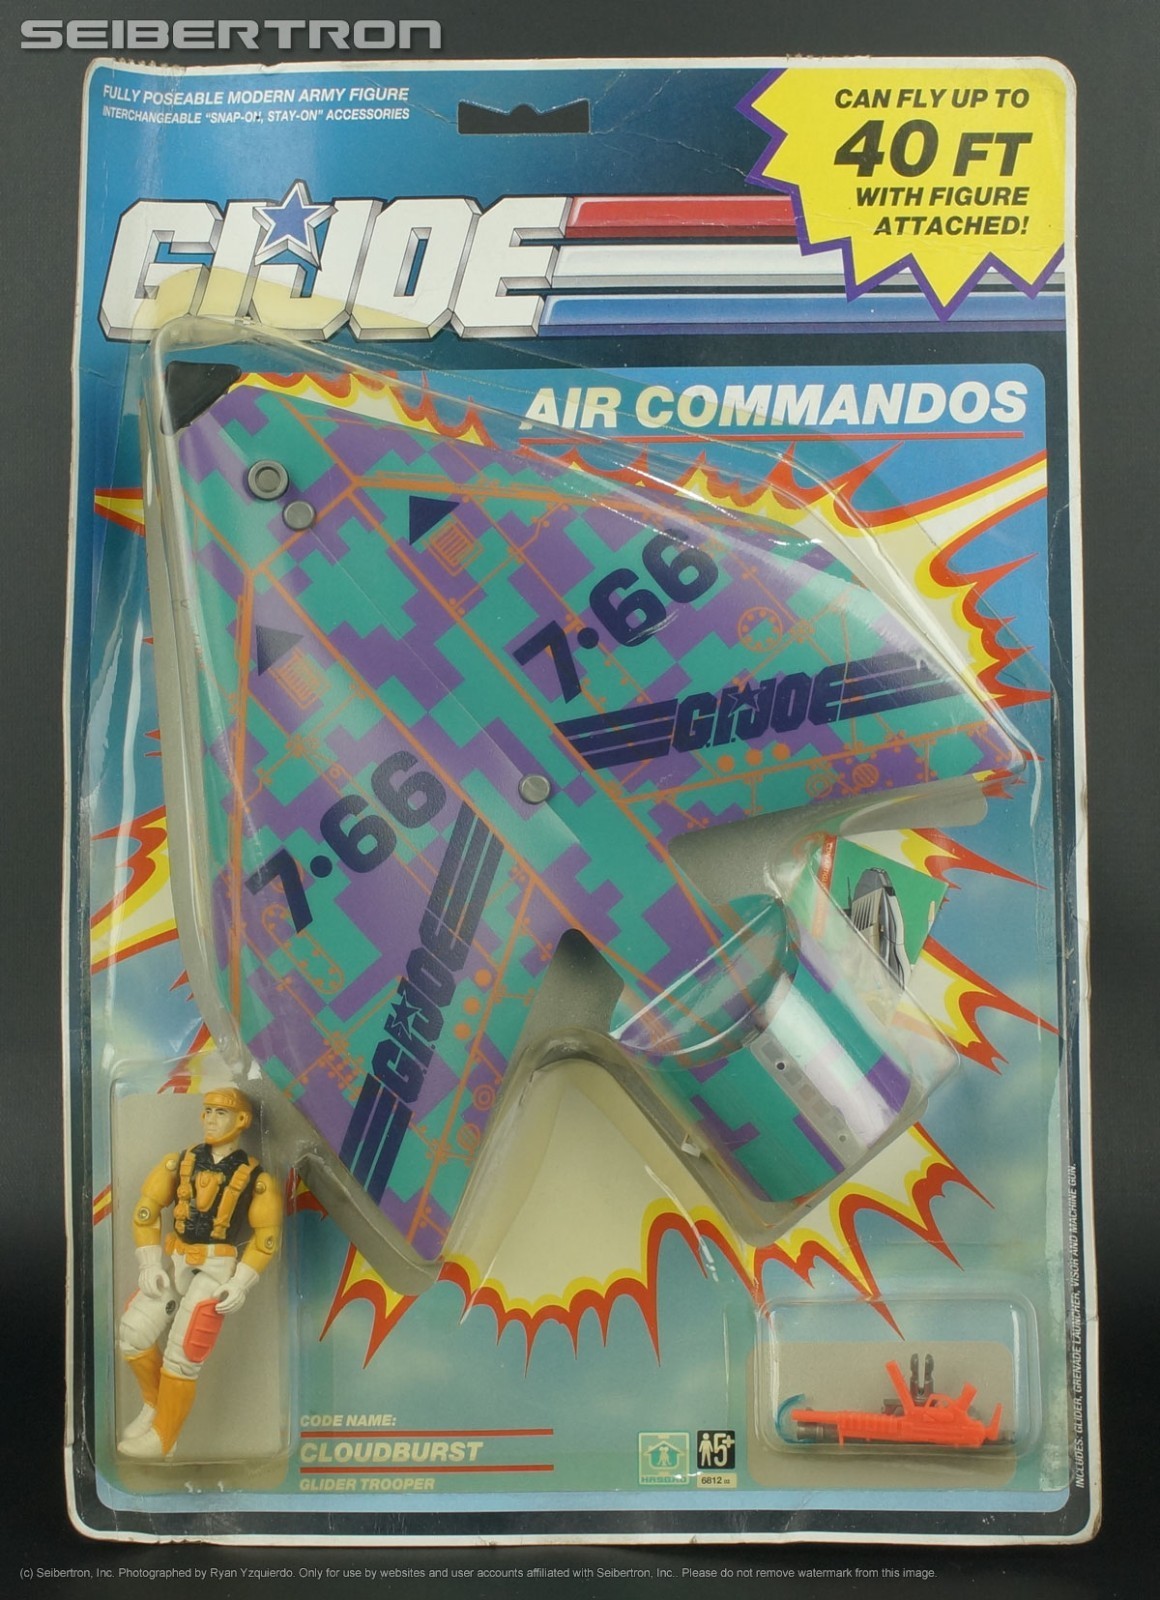 SEIBERTRON
FULLY POSEABLE MODERN ARMY FIGURE
INTERCHANGEABLE "SNAP-ON, STAY-ON" ACCESSORIES
CAN FLY UP TO
40 FT
WITH FIGURE
ATTACHED!
G.I. JOE
AIR COMMANDOS
7•66
G.I. JOE
7•66
G.I. JOE
CODE NAME:
CLOUDBURST
GLIDER TROOPER
HASBRO
5+
6812
INCLUDES: GLIDER, GRENADE LAUNCHER, VISOR AND MACHINE GUN.
(c) Seibertron, Inc. Photographed by Ryan Yzquierdo. Only for use by websites and user accounts affiliated with Seibertron, Inc.. Please do not remove watermark from this image.